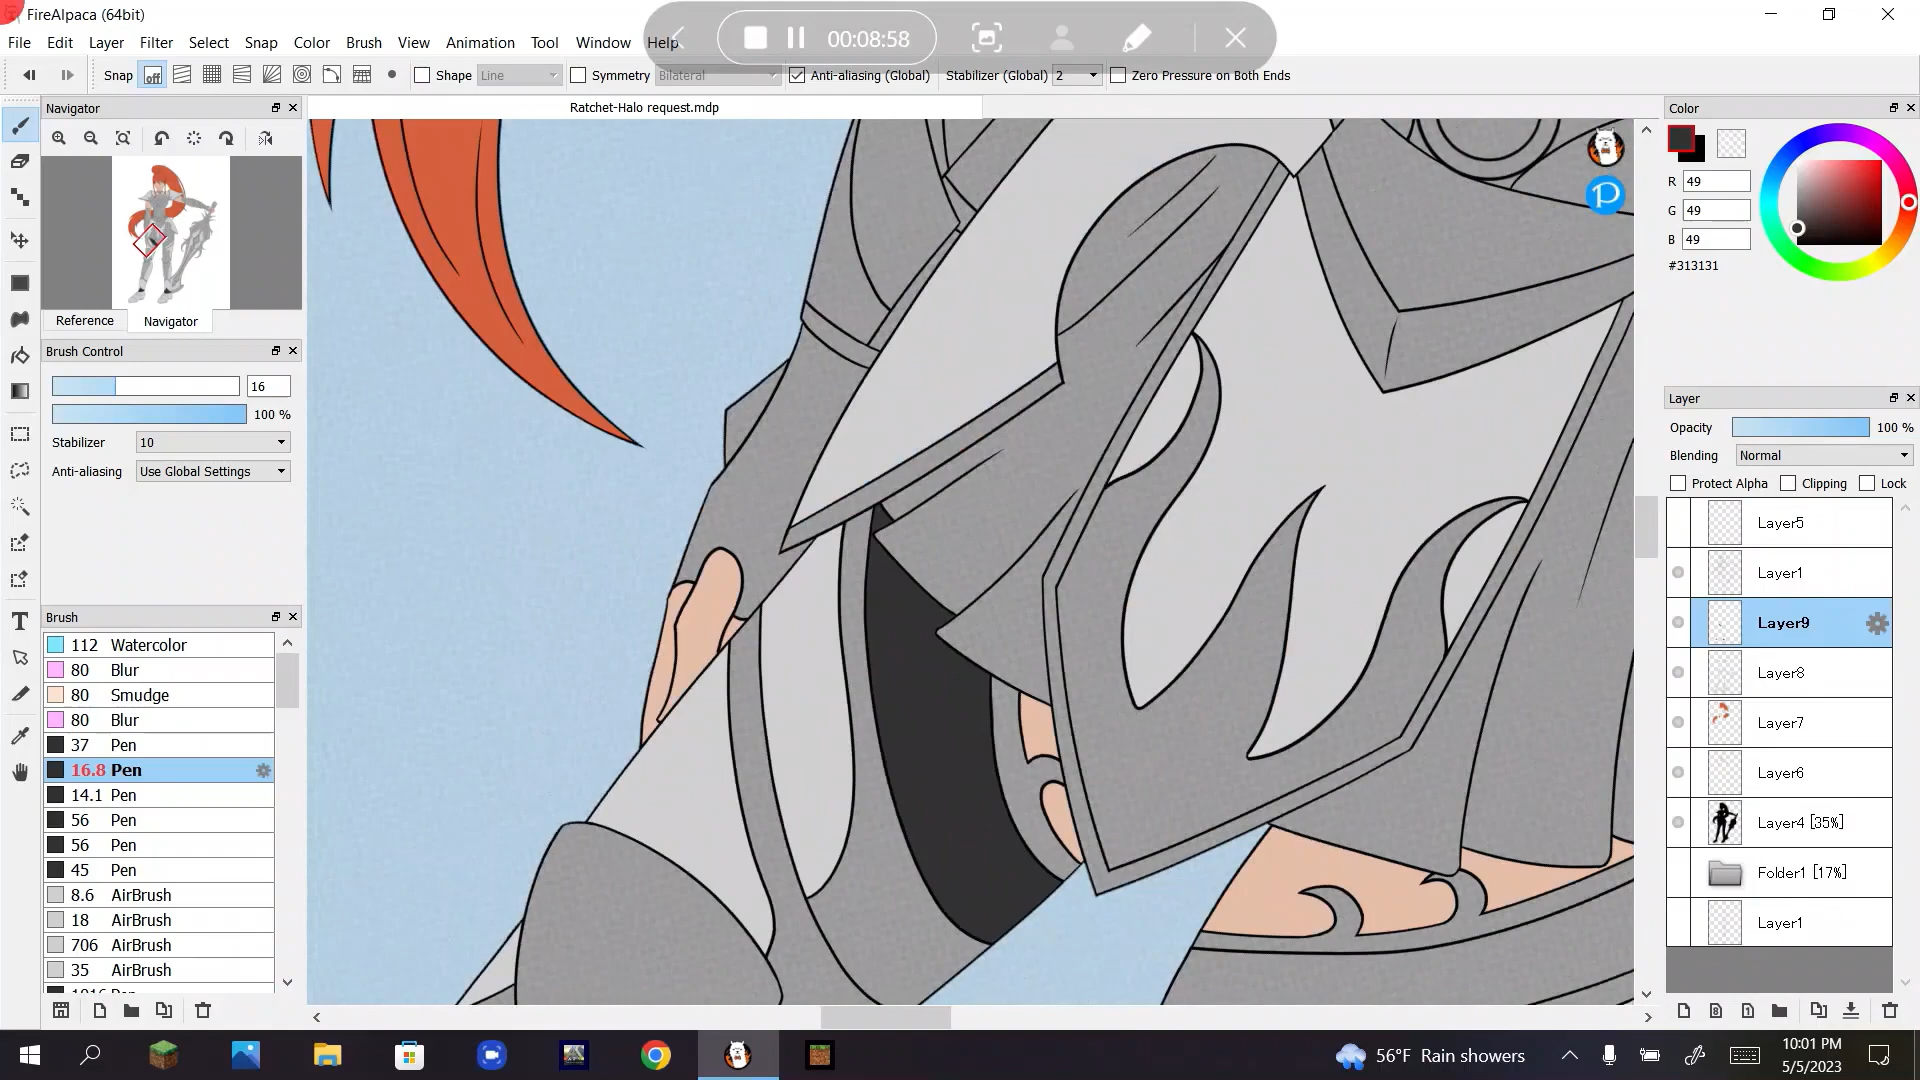 FireAlpaca (64bit)
File Edit Layer Filter Select Snap Color Brush View Animation Tool Window Help
00:08:58
Snap off Shape Line Symmetry Bilateral Anti-aliasing (Global) Stabilizer (Global) 2 Zero Pressure on Both Ends
Navigator
Ratchet-Halo request.mdp
Color
R 49
G 49
B 49
#313131
Reference Navigator
Brush Control
16
100 %
Stabilizer 10
Anti-aliasing Use Global Settings
Layer
Opacity 100 %
Blending Normal
Protect Alpha Clipping Lock
Layer5
Layer1
Layer9
Layer8
Layer7
Layer6
Layer4 [35%]
Folder1 [17%]
Layer1
Brush
112 Watercolor
80 Blur
80 Smudge
80 Blur
37 Pen
16.8 Pen
14.1 Pen
56 Pen
56 Pen
45 Pen
8.6 AirBrush
18 AirBrush
706 AirBrush
35 AirBrush
56°F Rain showers
10:01 PM
5/5/2023